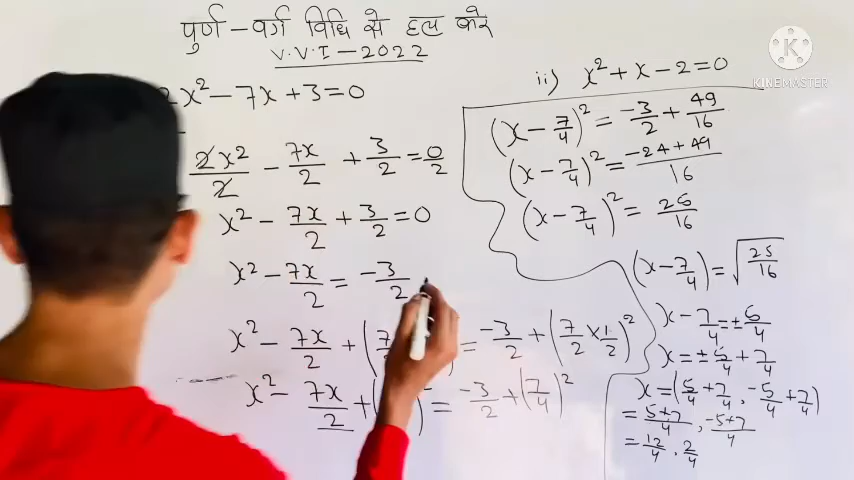 पुर्ण-वर्ग विधि से हल करे
V.V.I-2022
2x²-7x+3=0
2x²/2 - 7x/2 + 3/2 = 0/2
x² - 7x/2 + 3/2 = 0
x² - 7x/2 = -3/2
x² - 7x/2 + (7 = -3/2 + (7/2 × 1/2)²
x² - 7x/2 + ( )² = -3/2 + (7/4)²
ii) x²+x-2=0
(x - 7/4)² = -3/2 + 49/16
(x - 7/4)² = -24+49/16
(x - 7/4)² = 25/16
(x - 7/4) = √25/16
x - 7/4 = ± 5/4
x = ± 5/4 + 7/4
x = (5/4 + 7/4, -5/4 + 7/4)
= 5+7/4, -5+7/4
= 12/4, 2/4
K
KINEMASTER